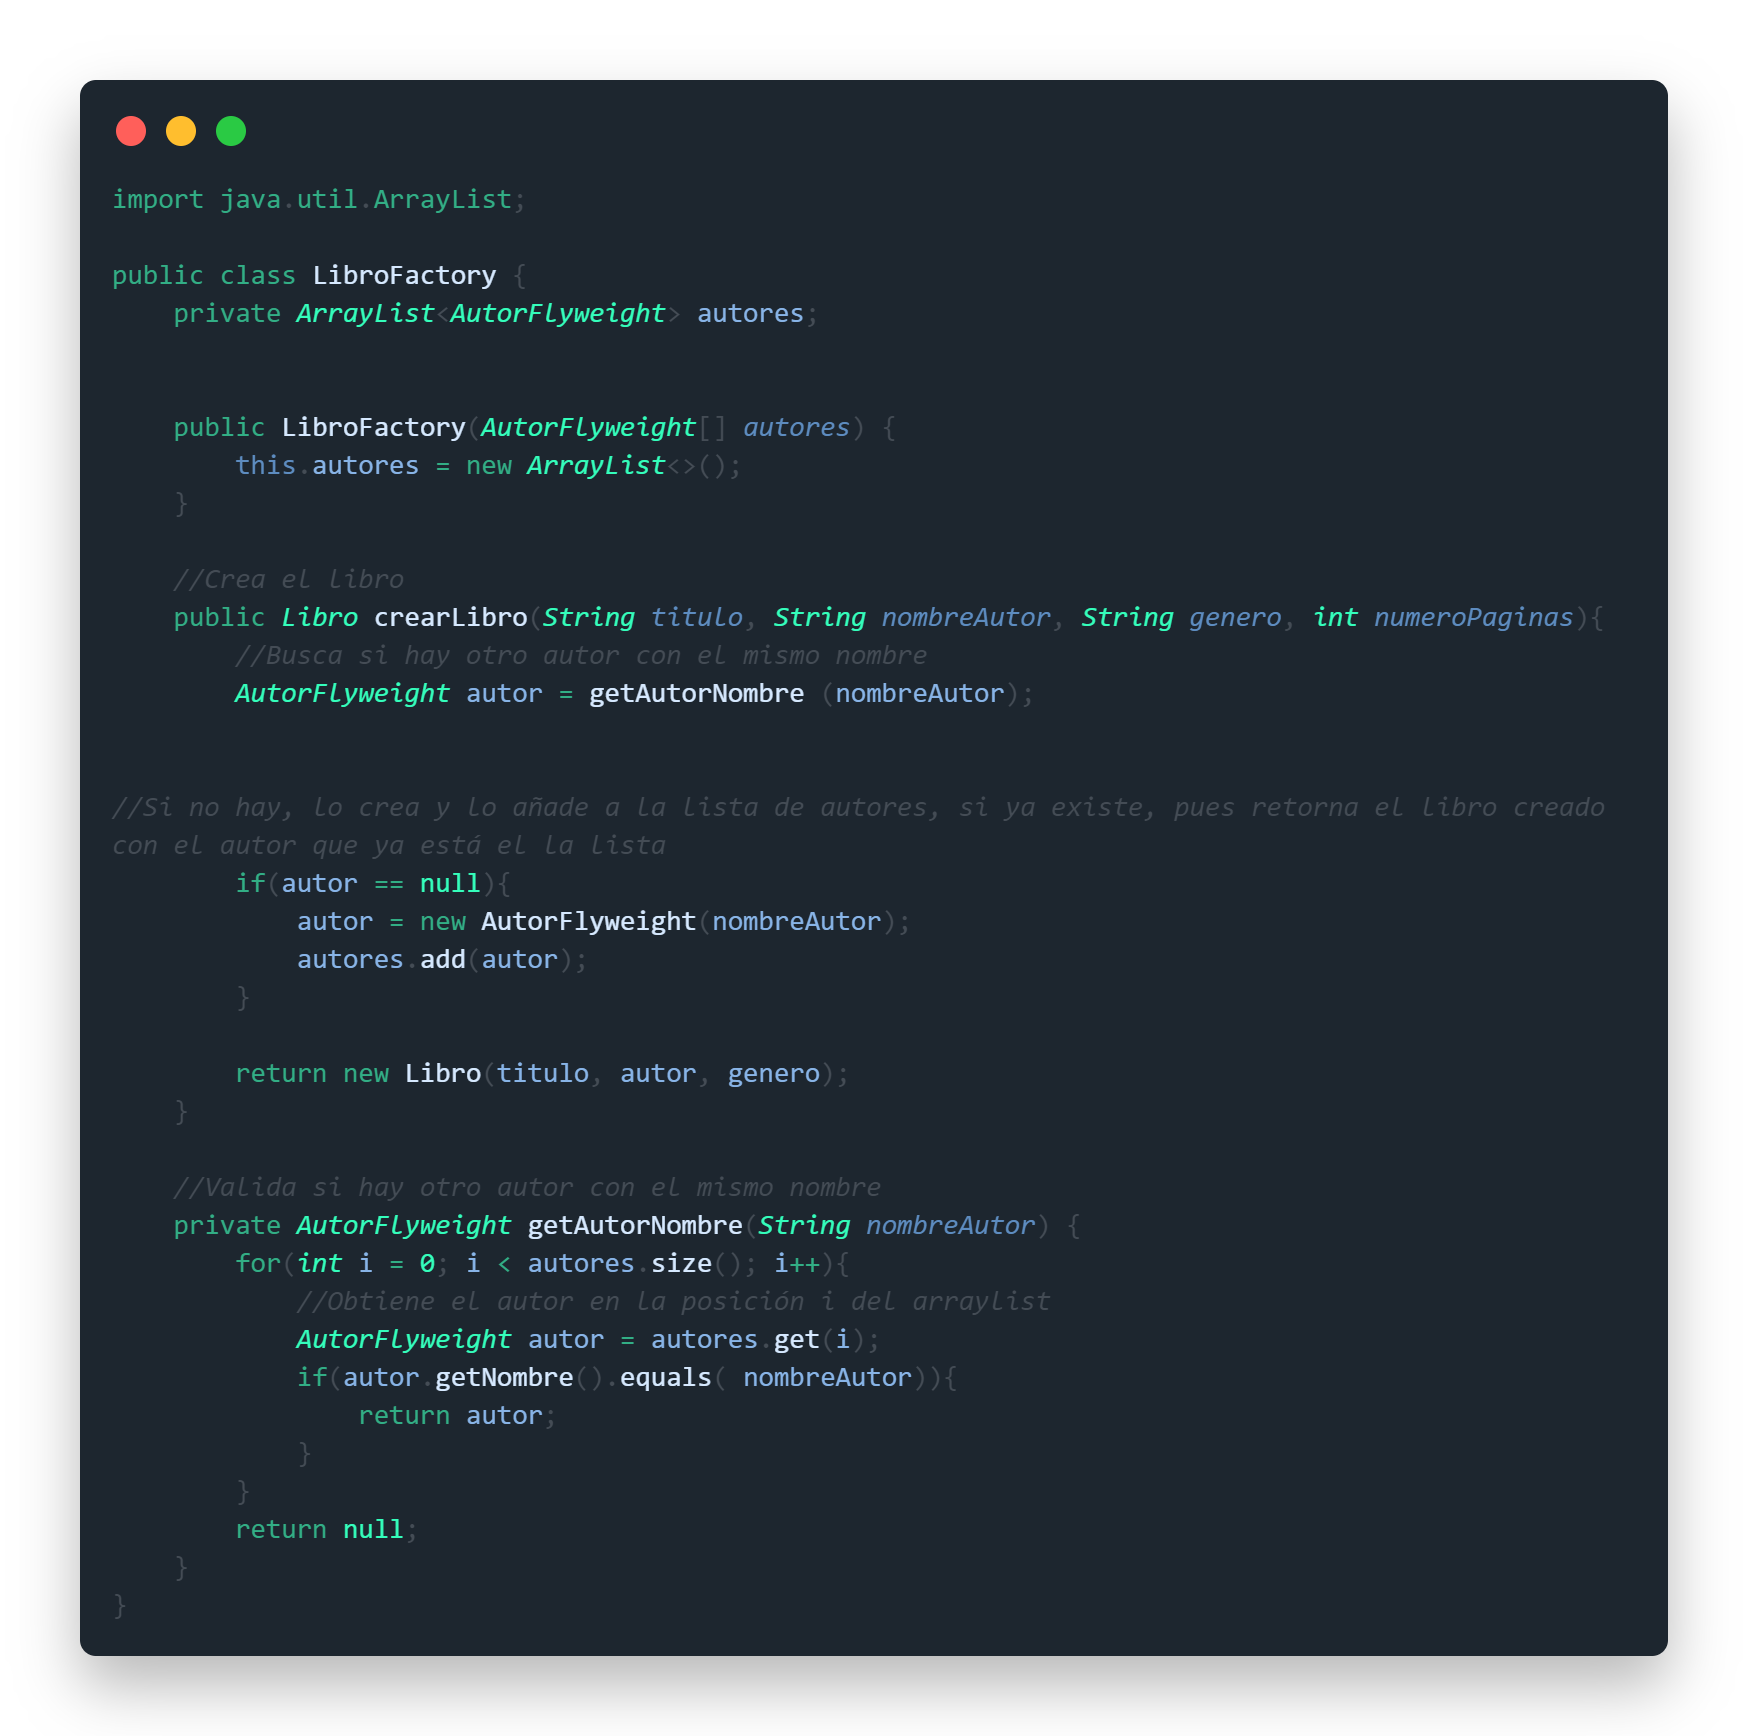 import java.util.ArrayList;
public class LibroFactory {
    private ArrayList<AutorFlyweight> autores;
    public LibroFactory(AutorFlyweight[] autores) {
        this.autores = new ArrayList<>();
    }
    //Crea el libro
    public Libro crearLibro(String titulo, String nombreAutor, String genero, int numeroPaginas){
        //Busca si hay otro autor con el mismo nombre
        AutorFlyweight autor = getAutorNombre (nombreAutor);
//Si no hay, lo crea y lo añade a la lista de autores, si ya existe, pues retorna el libro creado
con el autor que ya está el la lista
        if(autor == null){
            autor = new AutorFlyweight(nombreAutor);
            autores.add(autor);
        }
        return new Libro(titulo, autor, genero);
    }
    //Valida si hay otro autor con el mismo nombre
    private AutorFlyweight getAutorNombre(String nombreAutor) {
        for(int i = 0; i < autores.size(); i++){
            //Obtiene el autor en la posición i del arraylist
            AutorFlyweight autor = autores.get(i);
            if(autor.getNombre().equals( nombreAutor)){
                return autor;
            }
        }
        return null;
    }
}